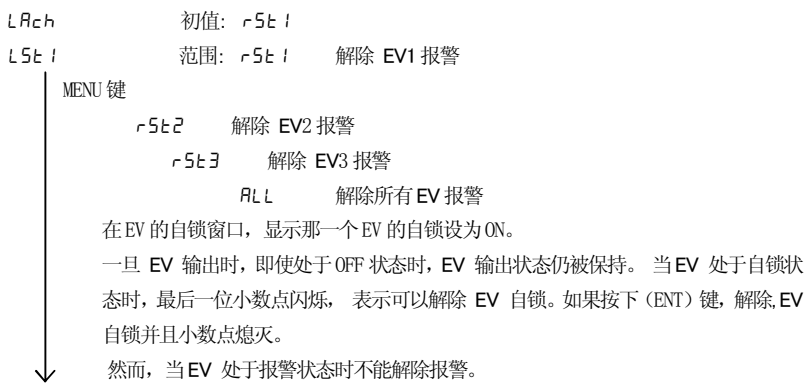 LAch 初值: rSt1
LSt1 范围: rSt1 解除 EV1 报警
MENU 键
rSt2 解除 EV2 报警
rSt3 解除 EV3 报警
ALL 解除所有 EV 报警
在 EV 的自锁窗口，显示那一个 EV 的自锁设为 ON。
一旦 EV 输出时，即使处于 OFF 状态时，EV 输出状态仍被保持。 当 EV 处于自锁状
态时，最后一位小数点闪烁， 表示可以解除 EV 自锁。如果按下（ENT）键，解除,EV
自锁并且小数点熄灭。
然而，当 EV 处于报警状态时不能解除报警。